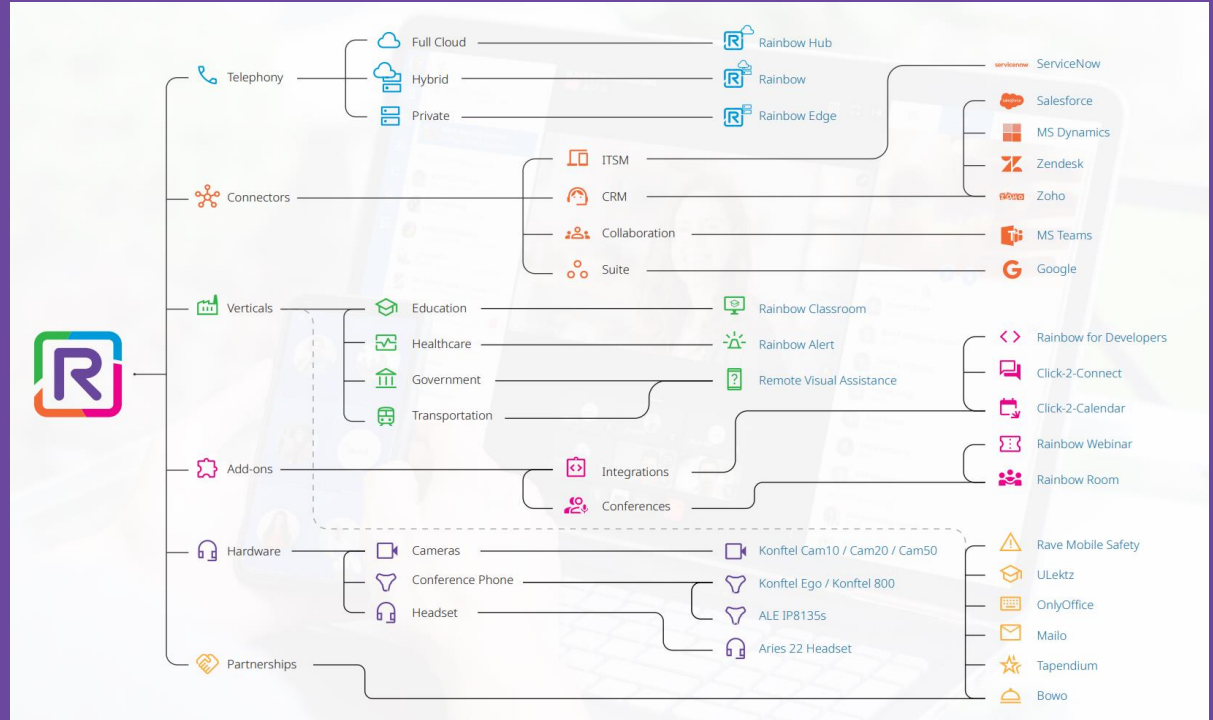 Full Cloud
Rainbow Hub
Telephony
Hybrid
Rainbow
Private
Rainbow Edge
servicenow ServiceNow
salesforce Salesforce
MS Dynamics
Zendesk
ZOHO Zoho
Connectors
ITSM
CRM
Collaboration
MS Teams
Suite
Google
Verticals
Education
Rainbow Classroom
Healthcare
Rainbow Alert
Government
Remote Visual Assistance
Transportation
Rainbow for Developers
Click-2-Connect
Click-2-Calendar
Rainbow Webinar
Rainbow Room
R
Add-ons
Integrations
Conferences
Hardware
Cameras
Konftel Cam10 / Cam20 / Cam50
Conference Phone
Konftel Ego / Konftel 800
ALE IP8135s
Headset
Aries 22 Headset
Partnerships
Rave Mobile Safety
ULektz
OnlyOffice
Mailo
Tapendium
Bowo